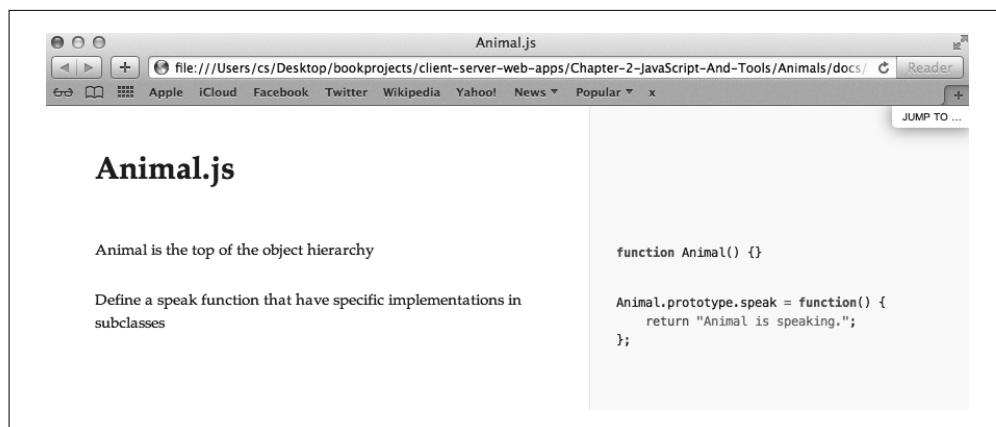 Animal.js
file:///Users/cs/Desktop/bookprojects/client-server-web-apps/Chapter-2-JavaScript-And-Tools/Animals/docs/
Reader
Apple iCloud Facebook Twitter Wikipedia Yahoo! News Popular x
JUMP TO ...
Animal.js
Animal is the top of the object hierarchy
function Animal() {}
Define a speak function that have specific implementations in
subclasses
Animal.prototype.speak = function() {
    return "Animal is speaking.";
};